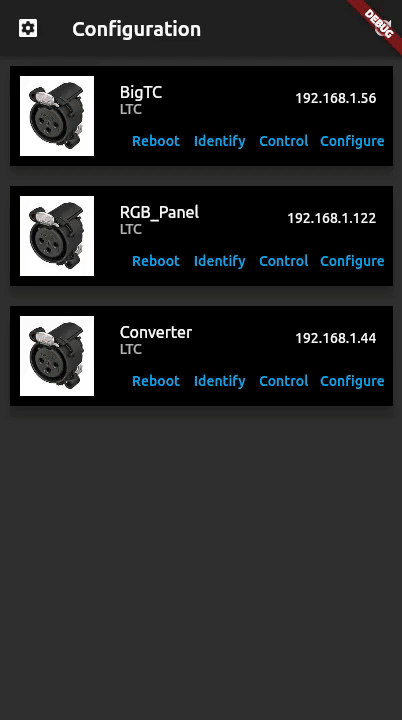 Configuration
DEBUG
BigTC
LTC
192.168.1.56
Reboot Identify Control Configure
RGB_Panel
LTC
192.168.1.122
Reboot Identify Control Configure
Converter
LTC
192.168.1.44
Reboot Identify Control Configure